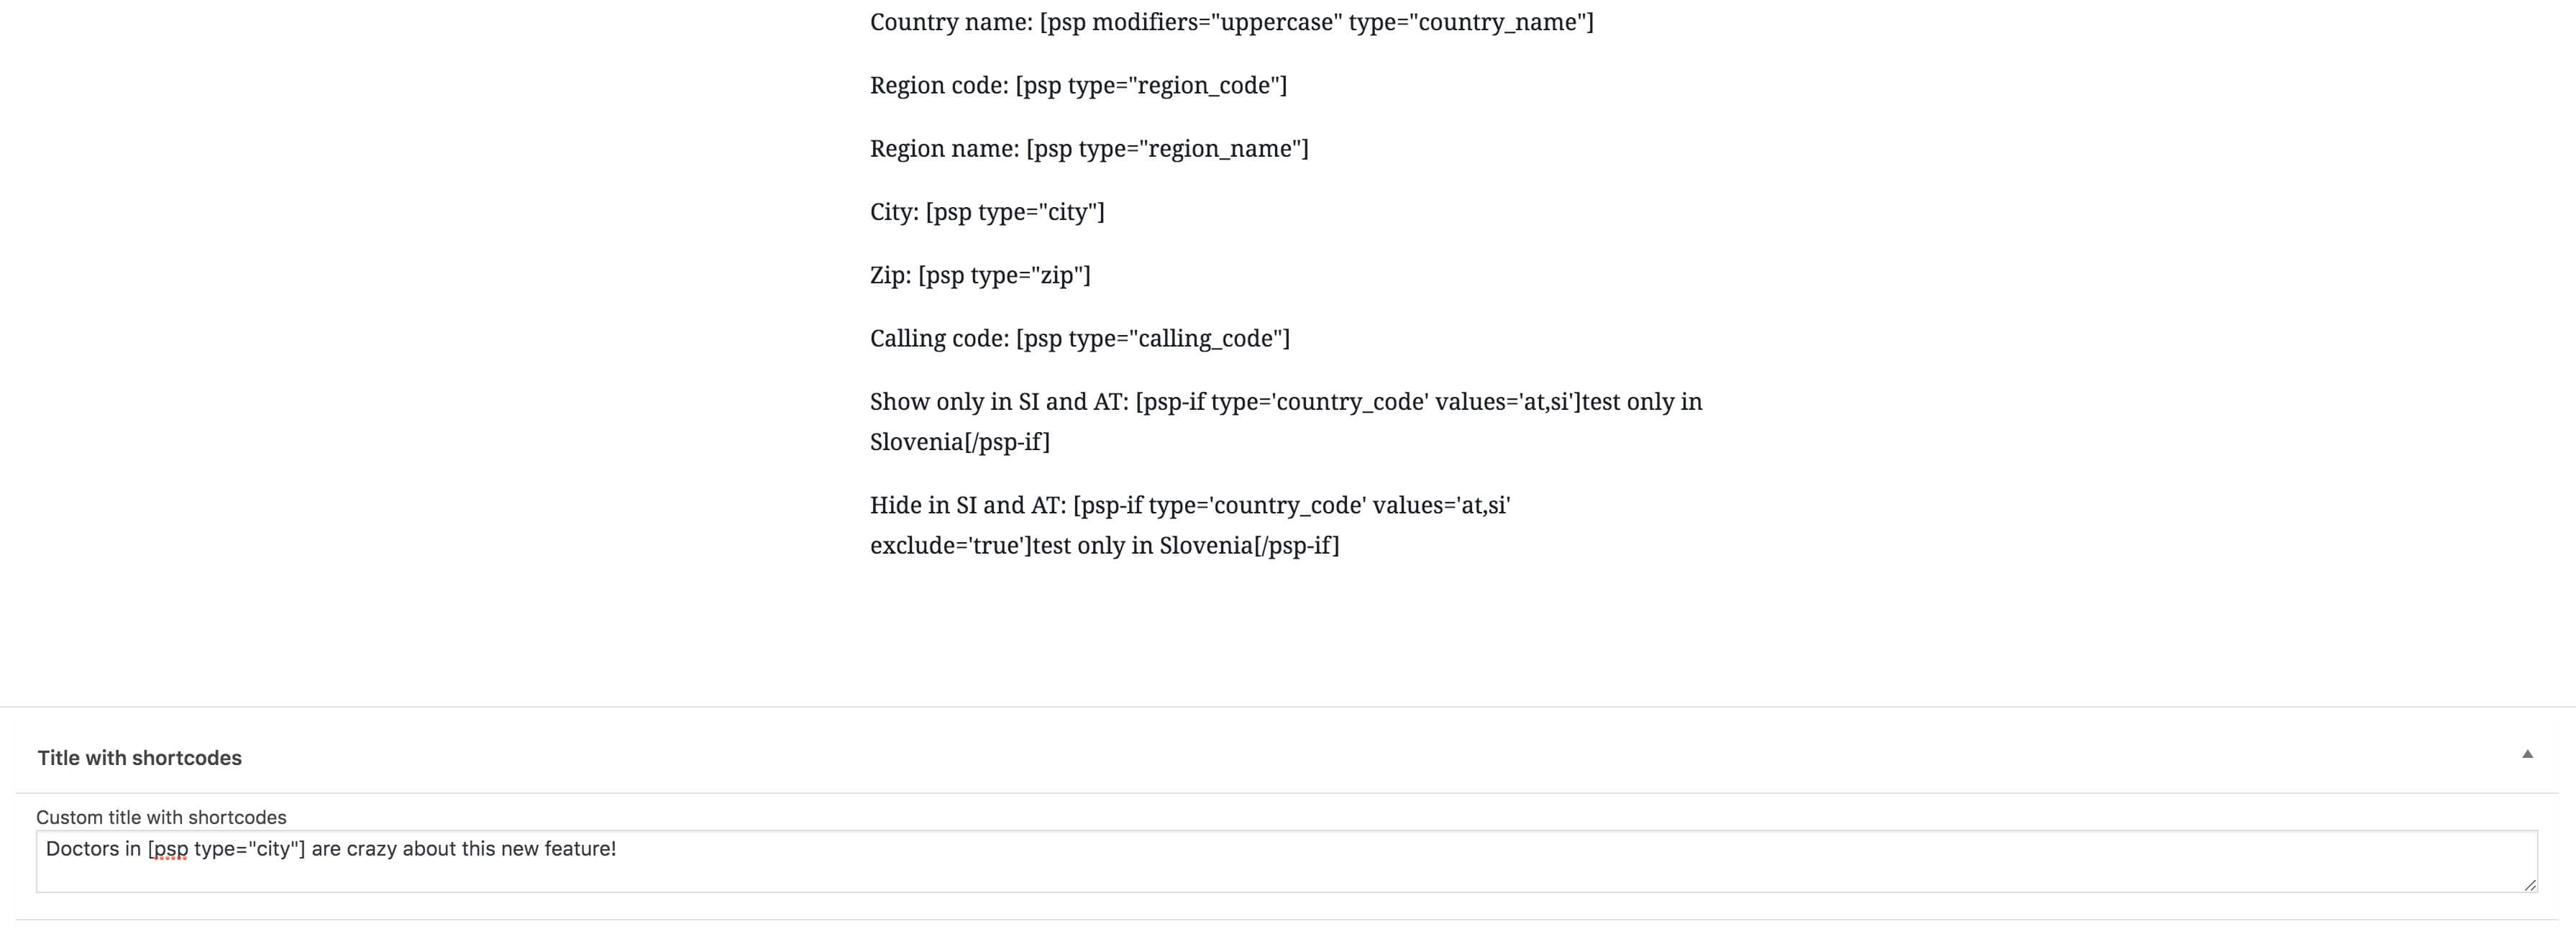 Country name: [psp modifiers="uppercase" type="country_name"]
Region code: [psp type="region_code"]
Region name: [psp type="region_name"]
City: [psp type="city"]
Zip: [psp type="zip"]
Calling code: [psp type="calling_code"]
Show only in SI and AT: [psp-if type='country_code' values='at,si']test only in
Slovenia[/psp-if]
Hide in SI and AT: [psp-if type='country_code' values='at,si'
exclude='true']test only in Slovenia[/psp-if]
Title with shortcodes
Custom title with shortcodes
Doctors in [psp type="city"] are crazy about this new feature!